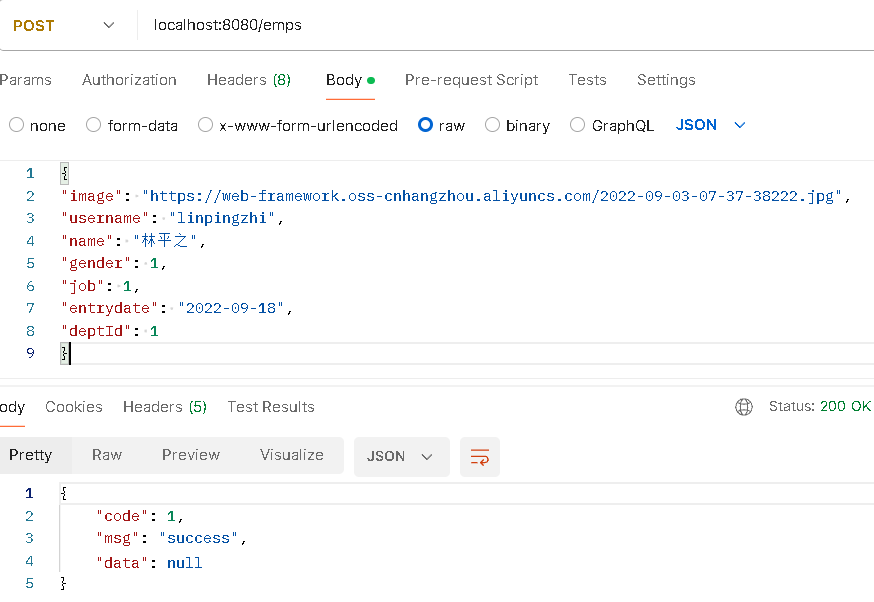 POST localhost:8080/emps
Params Authorization Headers (8) Body Pre-request Script Tests Settings
none form-data x-www-form-urlencoded raw binary GraphQL JSON
1 {
2 "image": "https://web-framework.oss-cnhangzhou.aliyuncs.com/2022-09-03-07-37-38222.jpg",
3 "username": "linpingzhi",
4 "name": "林平之",
5 "gender": 1,
6 "job": 1,
7 "entrydate": "2022-09-18",
8 "deptId": 1
9 }
ody Cookies Headers (5) Test Results Status: 200 OK
Pretty Raw Preview Visualize JSON
1 {
2 "code": 1,
3 "msg": "success",
4 "data": null
5 }